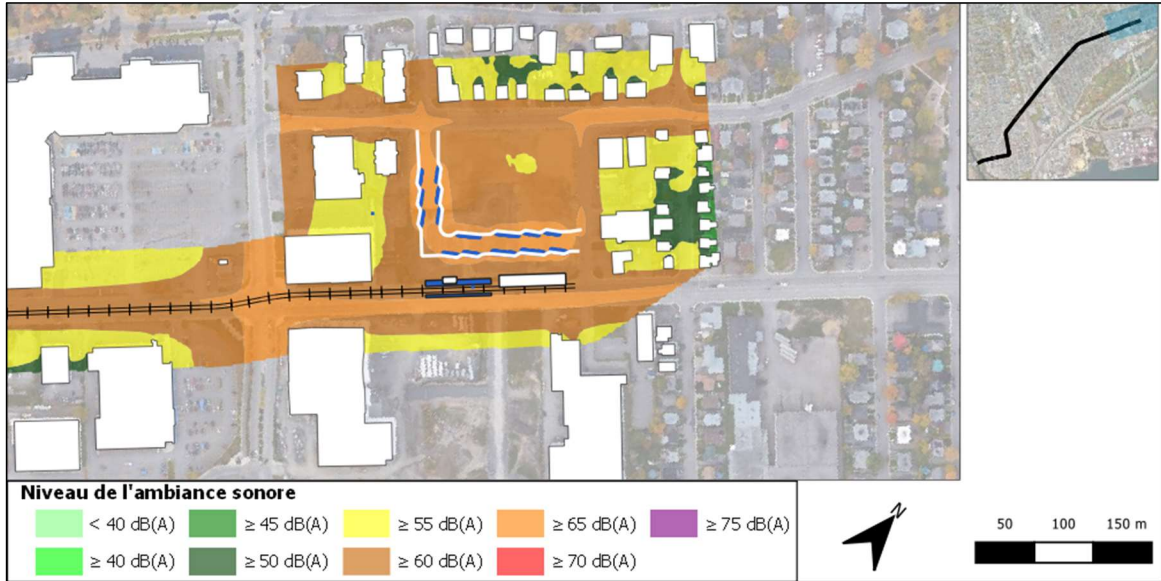 Niveau de l'ambiance sonore
< 40 dB(A) ≥ 45 dB(A) ≥ 55 dB(A) ≥ 65 dB(A) ≥ 75 dB(A)
≥ 40 dB(A) ≥ 50 dB(A) ≥ 60 dB(A) ≥ 70 dB(A)
N
50 100 150 m